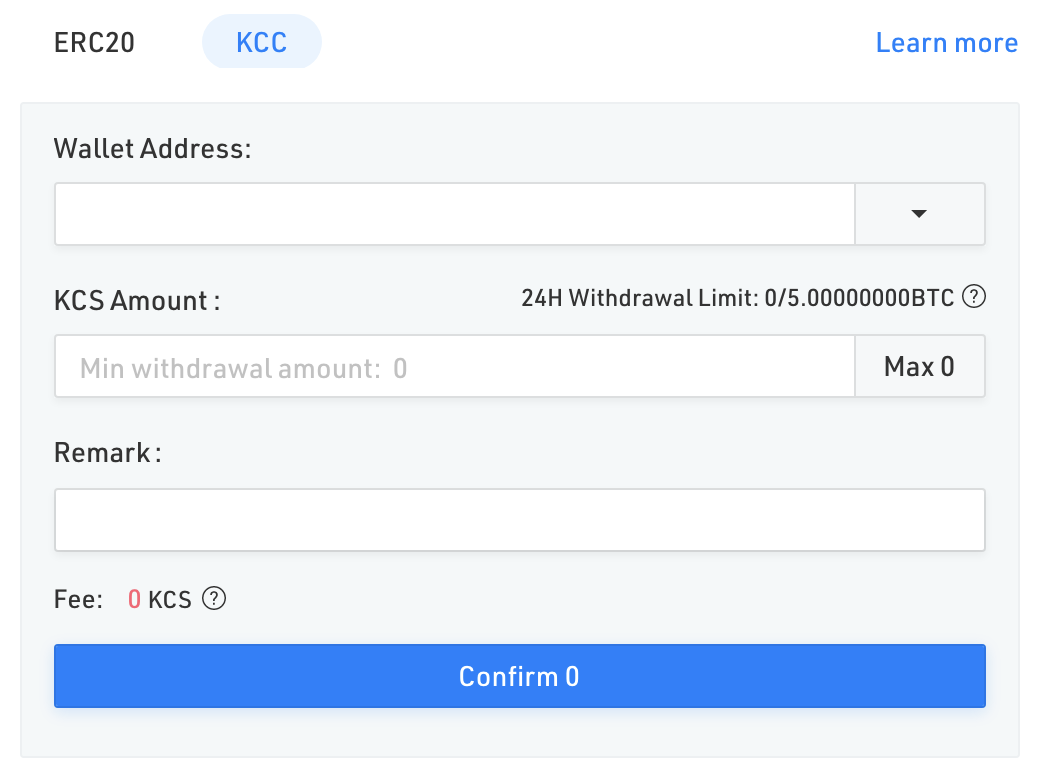 ERC20 KCC Learn more
Wallet Address:
KCS Amount : 24H Withdrawal Limit: 0/5.00000000BTC ?
Min withdrawal amount: 0 Max 0
Remark :
Fee: 0 KCS ?
Confirm 0